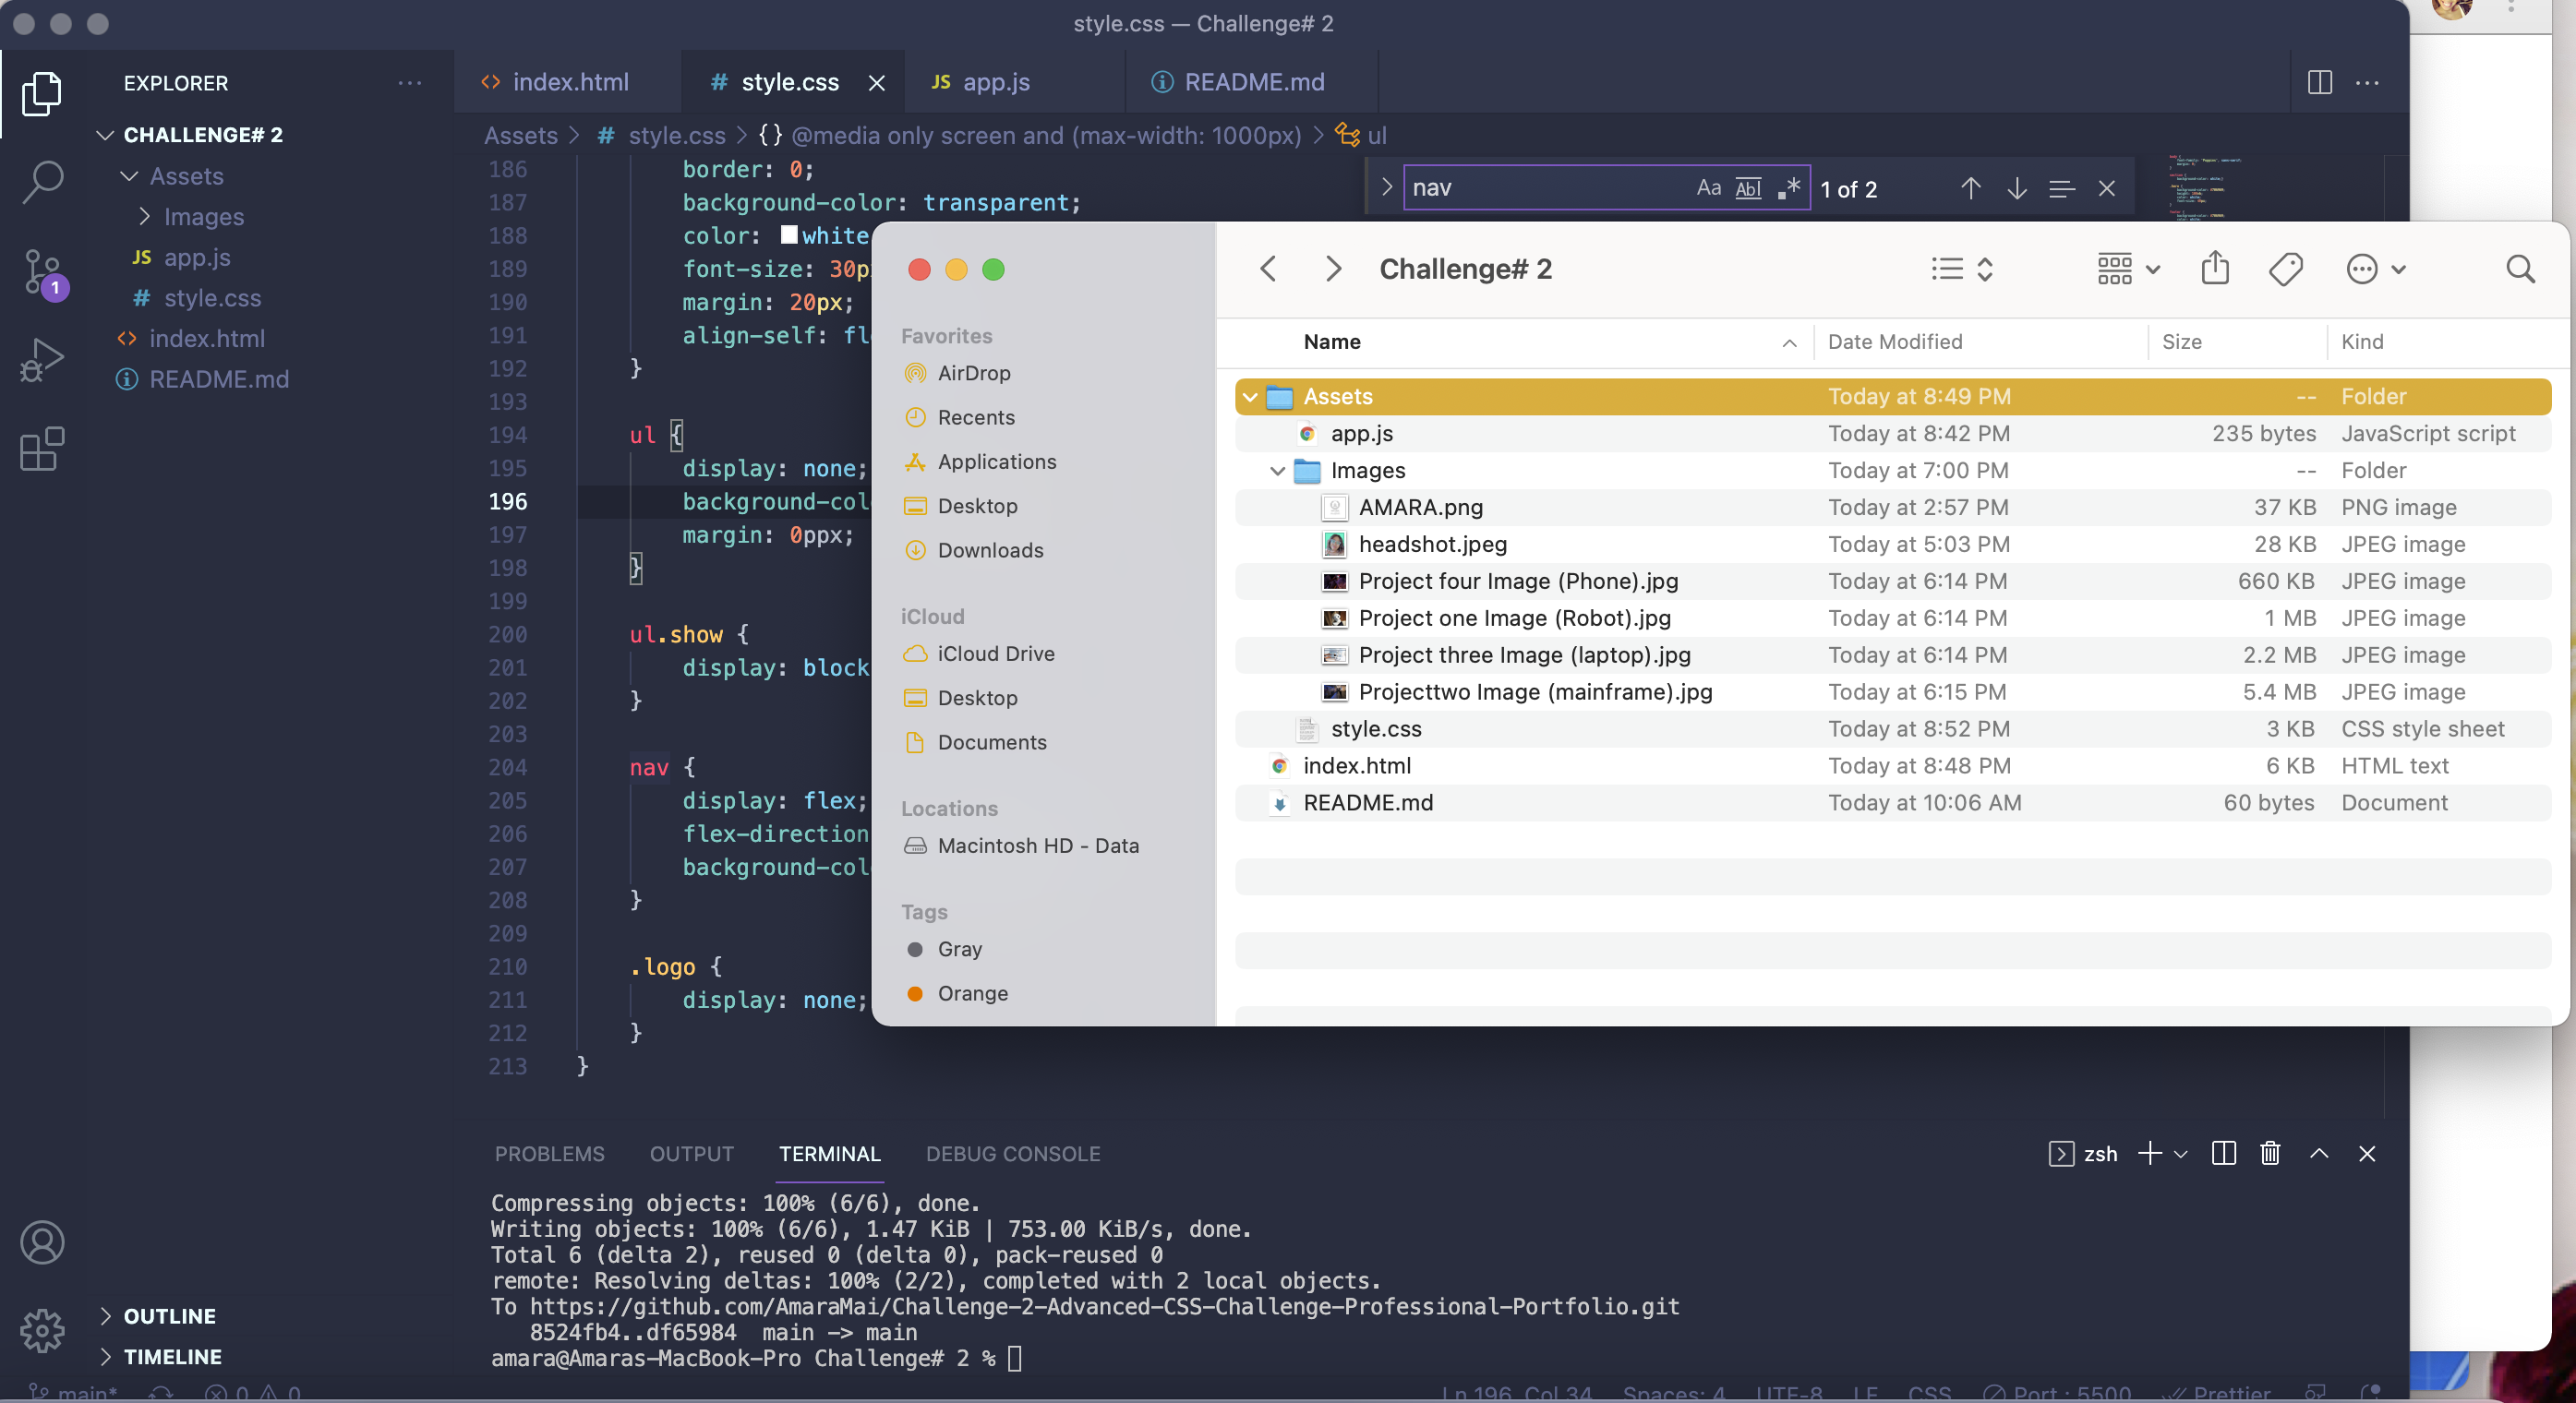 style.css — Challenge# 2
EXPLORER
CHALLENGE# 2
Assets
Images
JS app.js
# style.css
<> index.html
README.md
1
OUTLINE
TIMELINE
<> index.html
# style.css
JS app.js
README.md
Assets > # style.css > {} @media only screen and (max-width: 1000px) > ul
nav
Aa Abl .* 1 of 2
186 border: 0;
187 background-color: transparent;
188 color: white
189 font-size: 30p
190 margin: 20px;
191 align-self: fl
192 }
193
194 ul {
195 display: none;
196 background-col
197 margin: 0ppx;
198 }
199
200 ul.show {
201 display: block
202 }
203
204 nav {
205 display: flex;
206 flex-direction
207 background-col
208 }
209
210 .logo {
211 display: none;
212 }
213 }
Favorites
AirDrop
Recents
Applications
Desktop
Downloads
iCloud
iCloud Drive
Desktop
Documents
Locations
Macintosh HD - Data
Tags
Gray
Orange
Challenge# 2
Name Date Modified Size Kind
Assets Today at 8:49 PM -- Folder
app.js Today at 8:42 PM 235 bytes JavaScript script
Images Today at 7:00 PM -- Folder
AMARA.png Today at 2:57 PM 37 KB PNG image
headshot.jpeg Today at 5:03 PM 28 KB JPEG image
Project four Image (Phone).jpg Today at 6:14 PM 660 KB JPEG image
Project one Image (Robot).jpg Today at 6:14 PM 1 MB JPEG image
Project three Image (laptop).jpg Today at 6:14 PM 2.2 MB JPEG image
Projecttwo Image (mainframe).jpg Today at 6:15 PM 5.4 MB JPEG image
style.css Today at 8:52 PM 3 KB CSS style sheet
index.html Today at 8:48 PM 6 KB HTML text
README.md Today at 10:06 AM 60 bytes Document
PROBLEMS OUTPUT TERMINAL DEBUG CONSOLE
zsh
Compressing objects: 100% (6/6), done.
Writing objects: 100% (6/6), 1.47 KiB | 753.00 KiB/s, done.
Total 6 (delta 2), reused 0 (delta 0), pack-reused 0
remote: Resolving deltas: 100% (2/2), completed with 2 local objects.
To https://github.com/AmaraMai/Challenge-2-Advanced-CSS-Challenge-Professional-Portfolio.git
8524fb4..df65984 main -> main
amara@Amaras-MacBook-Pro Challenge# 2 %
main* 0 0 Ln 196, Col 34 Spaces: 4 UTF-8 LF CSS Port : 5500 Prettier